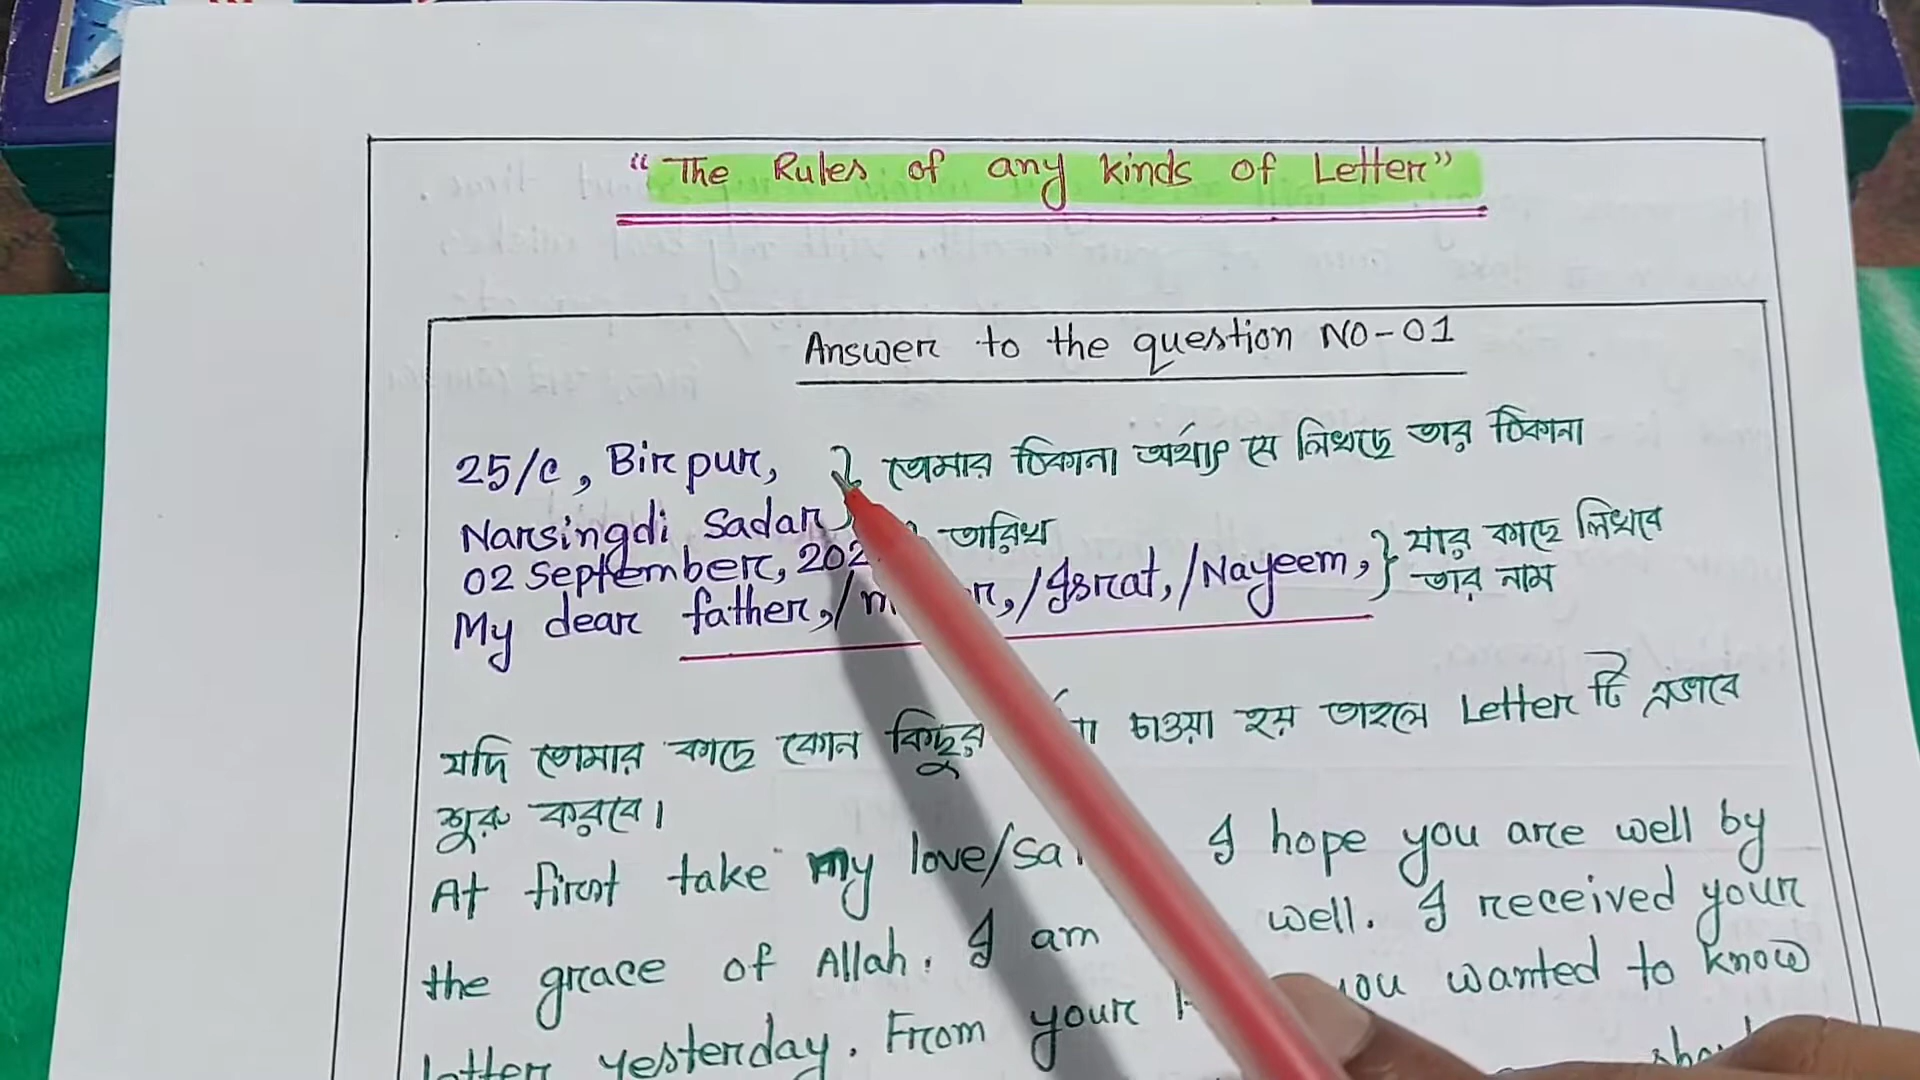 "The Rules of any kinds of Letter"
Answer to the question NO-01
25/c, Birpur, } তোমার ঠিকানা অর্থাৎ যে লিখছে তার ঠিকানা
Narsingdi Sadar
02 September, তারিখ
My dear father,/ /Israt,/Nayeem, } যার কাছে লিখবে তার নাম
যদি তোমার কাছে কোন কিছুর চাওয়া হয় তাহলে Letter টি এভাবে
শুরু করবে।
At first take my love/ I hope you are well by
the grace of Allah. I am well. I received your
letter yesterday. From your you wanted to know